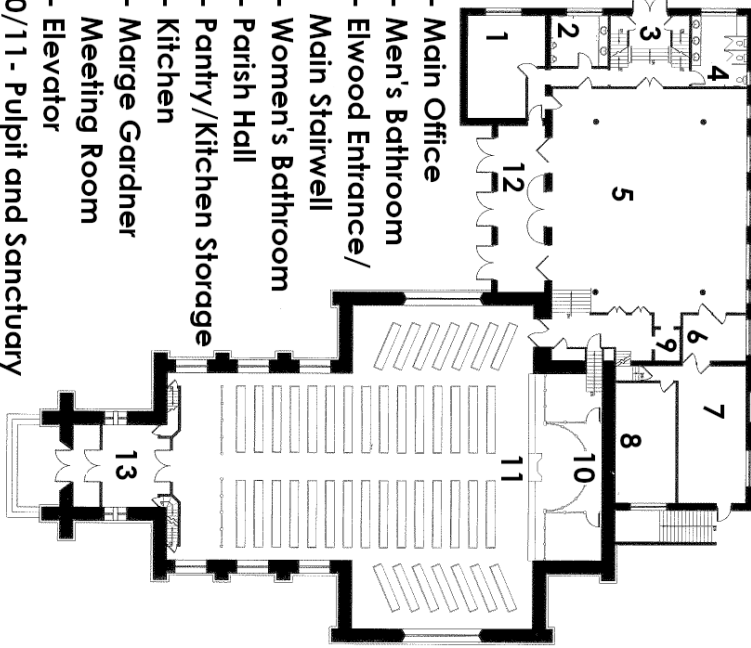 - Main Office
- Men's Bathroom
- Elwood Entrance/
Main Stairwell
- Women's Bathroom
- Parish Hall
- Pantry/Kitchen Storage
- Kitchen
- Marge Gardner
Meeting Room
- Elevator
0/11- Pulpit and Sanctuary
1
2
3
4
5
6
7
8
9
10
11
12
13